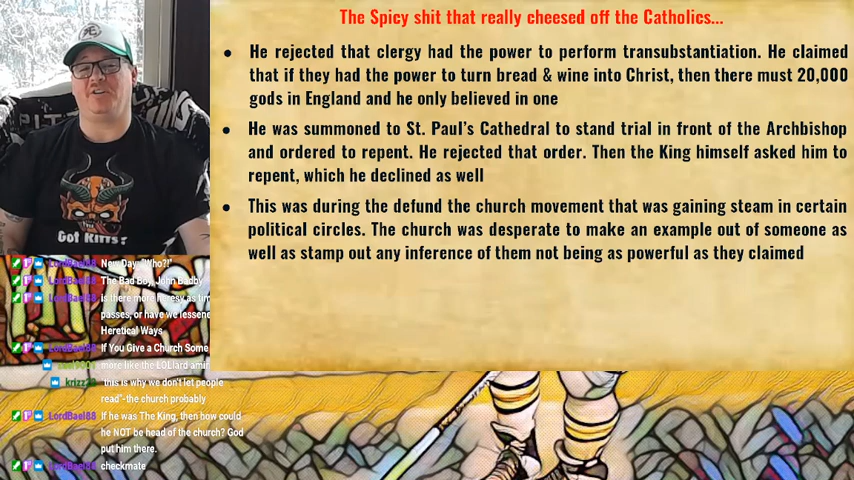 The Spicy shit that really cheesed off the Catholics...
● He rejected that clergy had the power to perform transubstantiation. He claimed
that if they had the power to turn bread & wine into Christ, then there must 20,000
gods in England and he only believed in one
● He was summoned to St. Paul's Cathedral to stand trial in front of the Archbishop
and ordered to repent. He rejected that order. Then the King himself asked him to
repent, which he declined as well
● This was during the defund the church movement that was gaining steam in certain
political circles. The church was desperate to make an example out of someone as
well as stamp out any inference of them not being as powerful as they claimed
Got
LordBael88 New Day: "Who?!"
LordBael88 The Bad Boy, John Badby
LordBael88 is there more heresy as tim
passes, or have we lessene
Heretical Ways
LordBael88 If You Give a Church Some
more like the LOLlard amir
krizz "this is why we don't let people
read"-the church probably
LordBael88 If he was The King, then how could
he NOT be head of the church? God
put him there.
LordBael88 checkmate